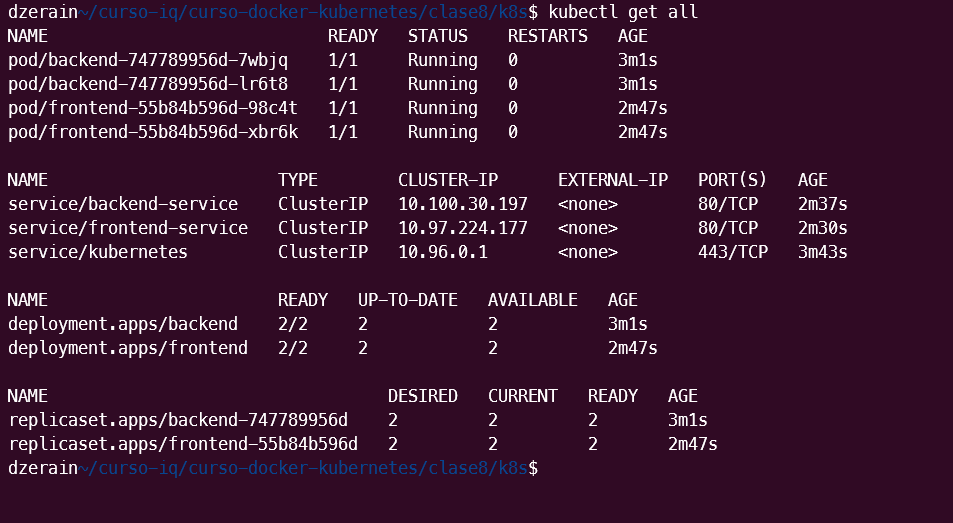 dzerain~/curso-iq/curso-docker-kubernetes/clase8/k8s$ kubectl get all
NAME                            READY   STATUS    RESTARTS   AGE
pod/backend-747789956d-7wbjq    1/1     Running   0          3m1s
pod/backend-747789956d-lr6t8    1/1     Running   0          3m1s
pod/frontend-55b84b596d-98c4t   1/1     Running   0          2m47s
pod/frontend-55b84b596d-xbr6k   1/1     Running   0          2m47s

NAME                       TYPE        CLUSTER-IP      EXTERNAL-IP   PORT(S)   AGE
service/backend-service    ClusterIP   10.100.30.197   <none>        80/TCP    2m37s
service/frontend-service   ClusterIP   10.97.224.177   <none>        80/TCP    2m30s
service/kubernetes         ClusterIP   10.96.0.1       <none>        443/TCP   3m43s

NAME                       READY   UP-TO-DATE   AVAILABLE   AGE
deployment.apps/backend    2/2     2            2           3m1s
deployment.apps/frontend   2/2     2            2           2m47s

NAME                                  DESIRED   CURRENT   READY   AGE
replicaset.apps/backend-747789956d    2         2         2       3m1s
replicaset.apps/frontend-55b84b596d   2         2         2       2m47s
dzerain~/curso-iq/curso-docker-kubernetes/clase8/k8s$